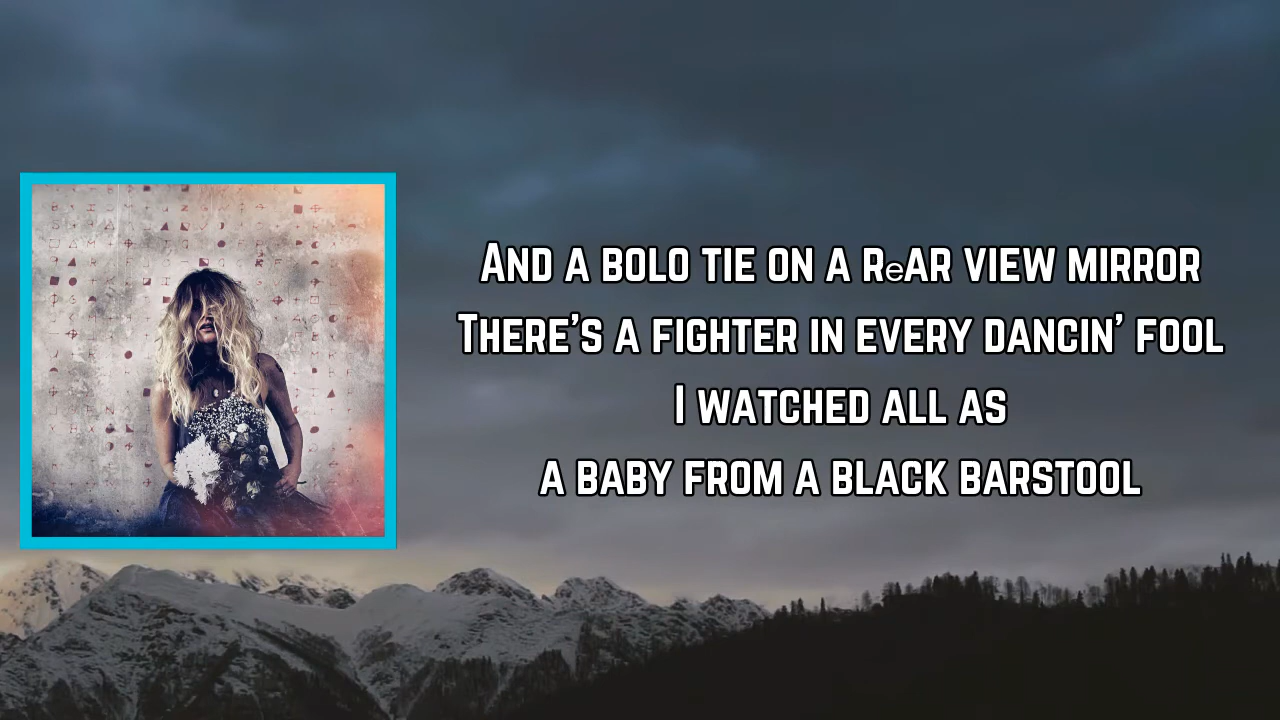 And a bolo tie on a reAR view mirror
There's a fighter in every dancin' fool
I watched all as
a baby from a black barstool